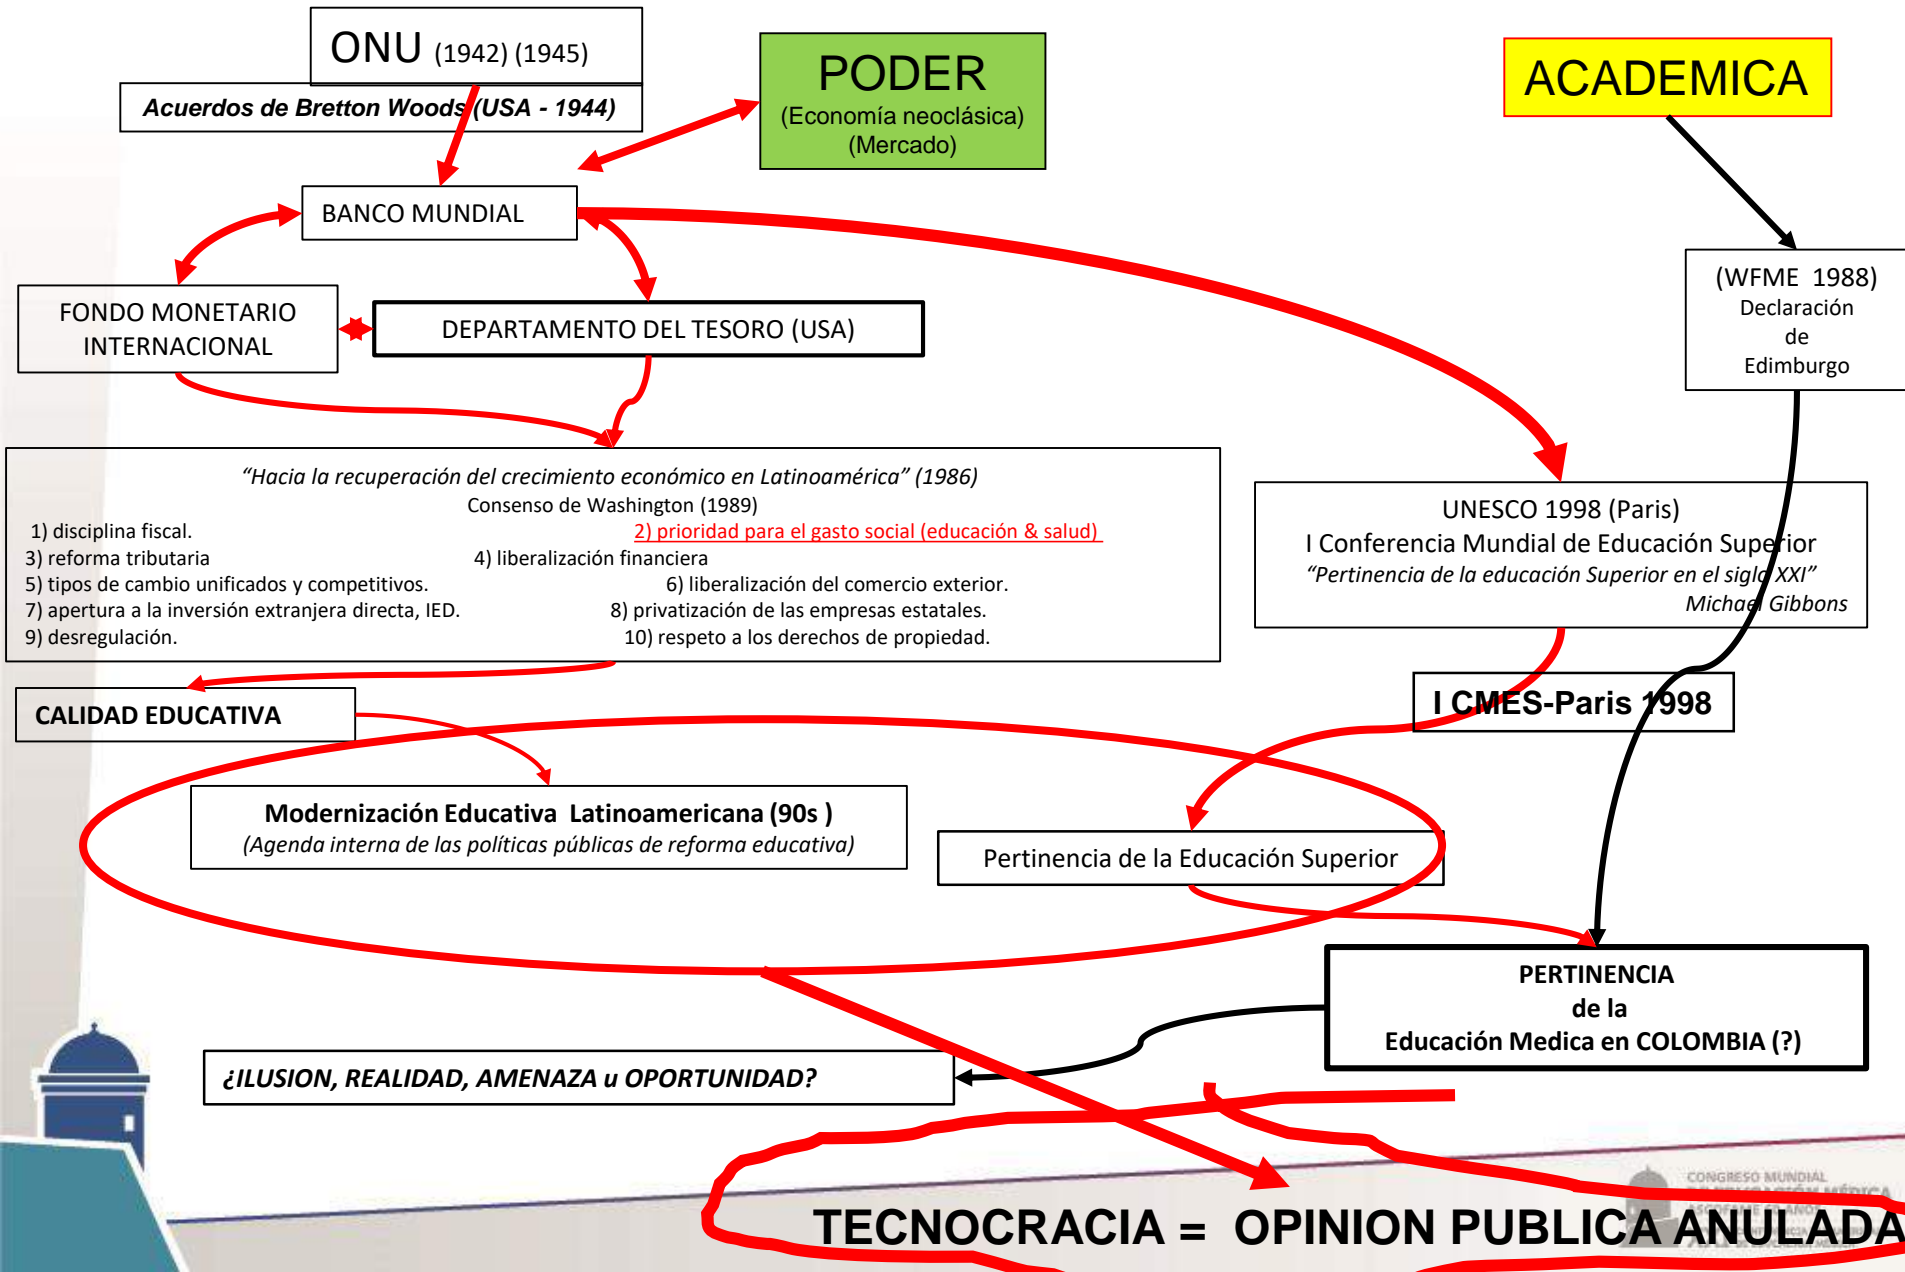 ONU (1942) (1945)
Acuerdos de Bretton Woods (USA - 1944)
PODER
(Economía neoclásica)
(Mercado)
ACADEMICA
BANCO MUNDIAL
(WFME 1988)
Declaración
de
Edimburgo
FONDO MONETARIO
INTERNACIONAL
DEPARTAMENTO DEL TESORO (USA)
“Hacia la recuperación del crecimiento económico en Latinoamérica” (1986)
Consenso de Washington (1989)
1) disciplina fiscal. 2) prioridad para el gasto social (educación & salud)
3) reforma tributaria 4) liberalización financiera
5) tipos de cambio unificados y competitivos. 6) liberalización del comercio exterior.
7) apertura a la inversión extranjera directa, IED. 8) privatización de las empresas estatales.
9) desregulación. 10) respeto a los derechos de propiedad.
UNESCO 1998 (Paris)
I Conferencia Mundial de Educación Superior
“Pertinencia de la educación Superior en el siglo XXI”
Michael Gibbons
I CMES-Paris 1998
CALIDAD EDUCATIVA
Modernización Educativa Latinoamericana (90s )
(Agenda interna de las políticas públicas de reforma educativa)
Pertinencia de la Educación Superior
PERTINENCIA
de la
Educación Medica en COLOMBIA (?)
¿ILUSION, REALIDAD, AMENAZA u OPORTUNIDAD?
CONGRESO MUNDIAL
TECNOCRACIA = OPINION PUBLICA ANULADA